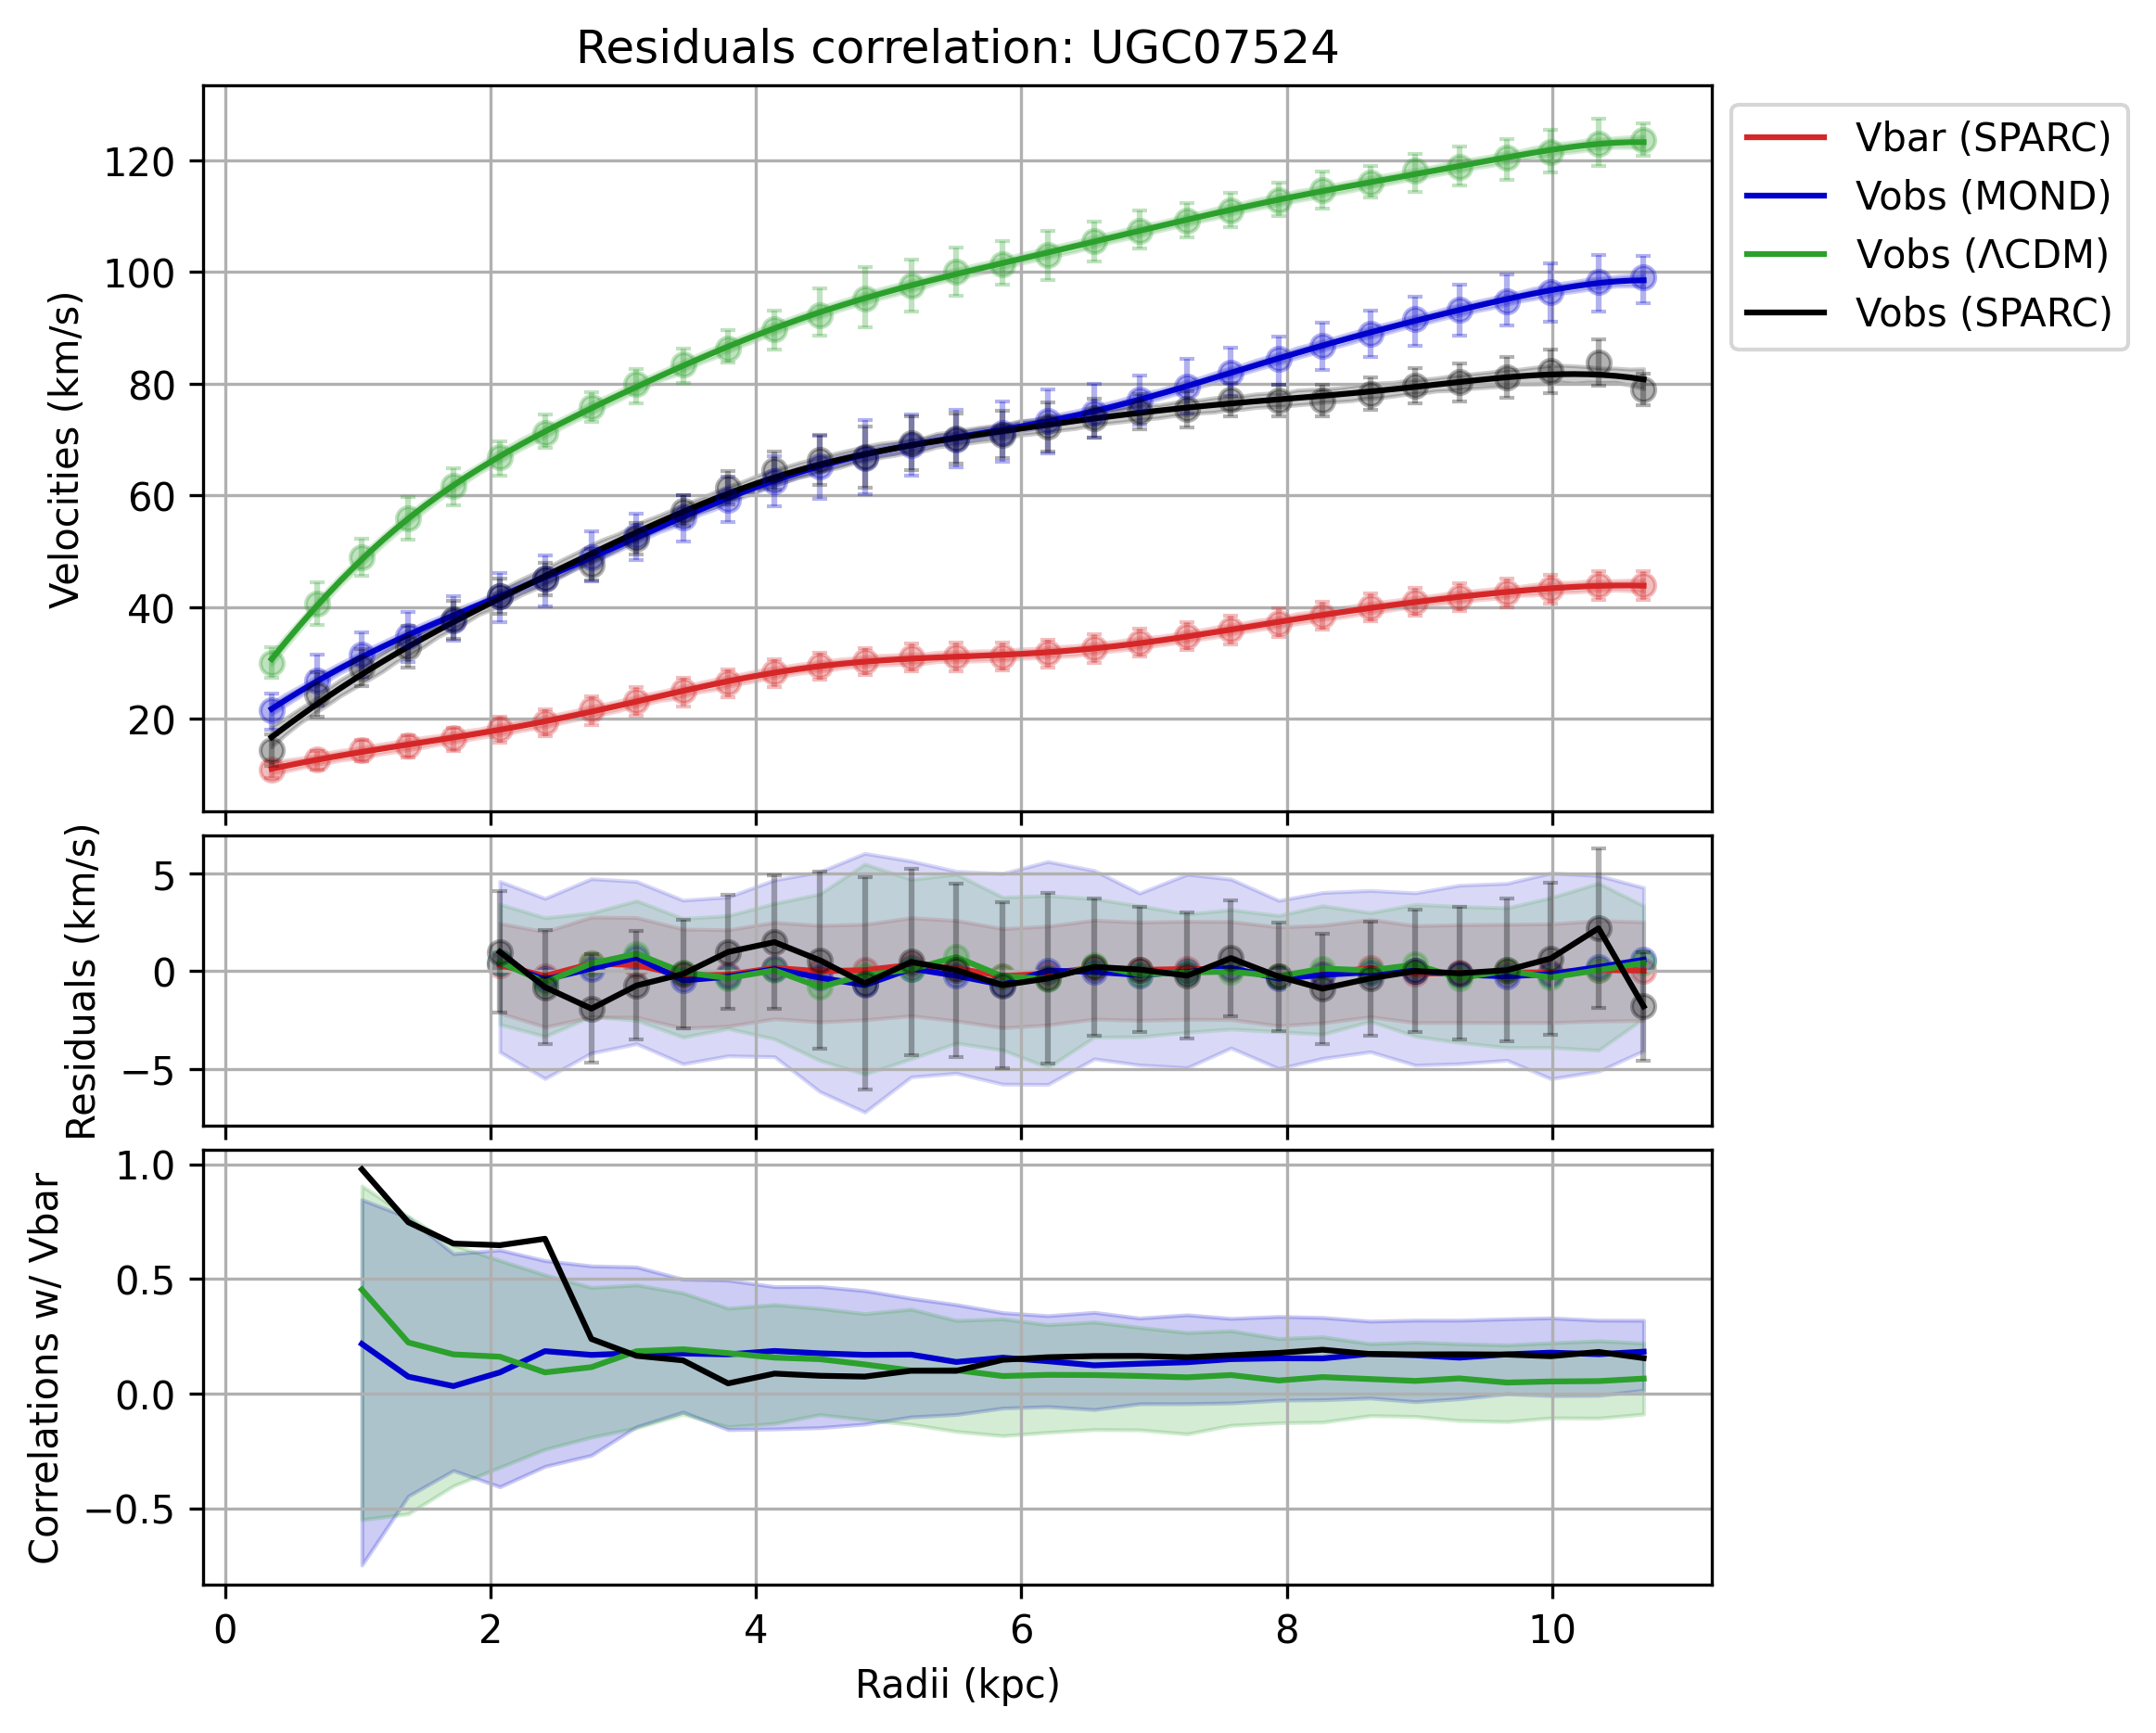 Residuals correlation: UGC07524
Vbar (SPARC)
Vobs (MOND)
Vobs (ΛCDM)
Vobs (SPARC)
Velocities (km/s)
120
100
80
60
40
20
Residuals (km/s)
5
0
−5
Correlations w/ Vbar
1.0
0.5
0.0
−0.5
0 2 4 6 8 10
Radii (kpc)